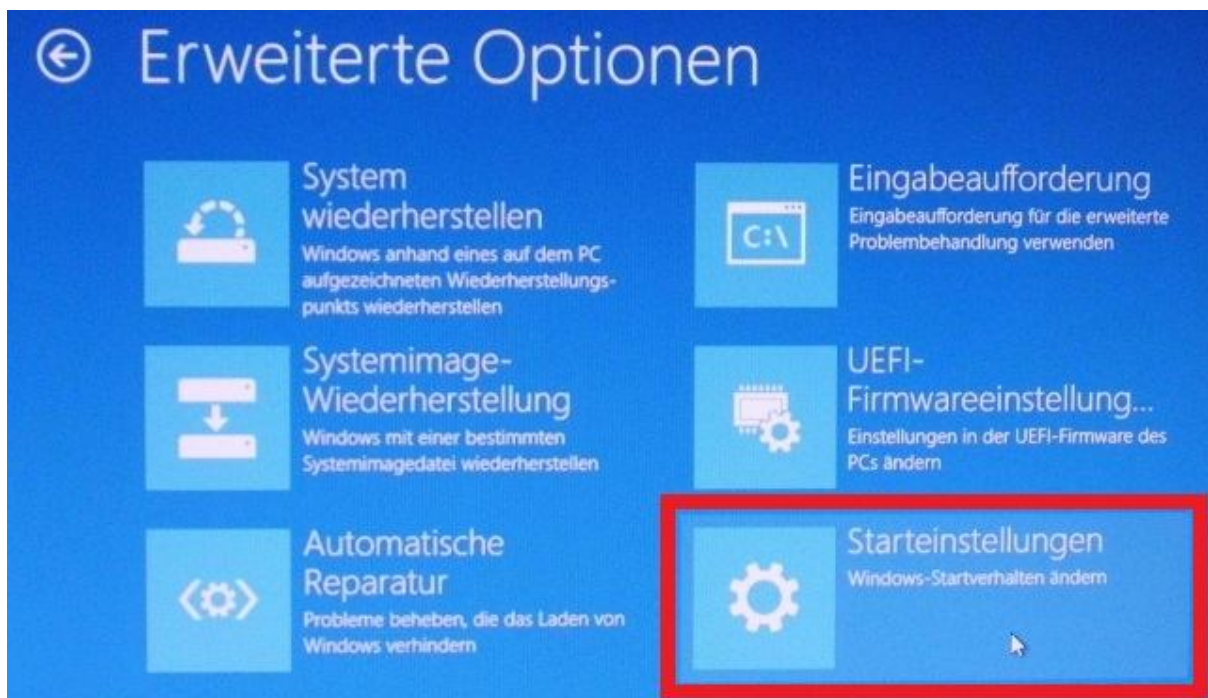 Erweiterte Optionen
System
wiederherstellen
Windows anhand eines auf dem PC
aufgezeichneten Wiederherstellungs-
punkts wiederherstellen
Systemimage-
Wiederherstellung
Windows mit einer bestimmten
Systemimagedatei wiederherstellen
Automatische
Reparatur
Probleme beheben, die das Laden von
Windows verhindern
C:\
Eingabeaufforderung
Eingabeaufforderung für die erweiterte
Problembehandlung verwenden
UEFI-
Firmwareeinstellung...
Einstellungen in der UEFI-Firmware des
PCs ändern
Starteinstellungen
Windows-Startverhalten ändern